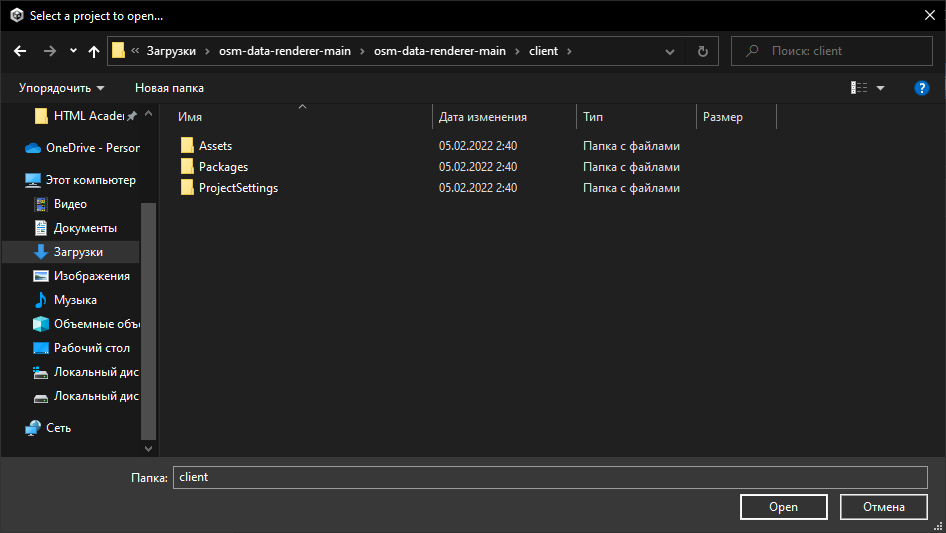 Select a project to open...
« Загрузки › osm-data-renderer-main › osm-data-renderer-main › client ›
Поиск: client
Упорядочить
Новая папка
?
HTML Acade
OneDrive - Person
Этот компьютер
Видео
Документы
Загрузки
Изображения
Музыка
Объемные объ
Рабочий стол
Локальный дис
Локальный дис
Сеть
Имя Дата изменения Тип Размер
Assets 05.02.2022 2:40 Папка с файлами
Packages 05.02.2022 2:40 Папка с файлами
ProjectSettings 05.02.2022 2:40 Папка с файлами
Папка: client
Open Отмена